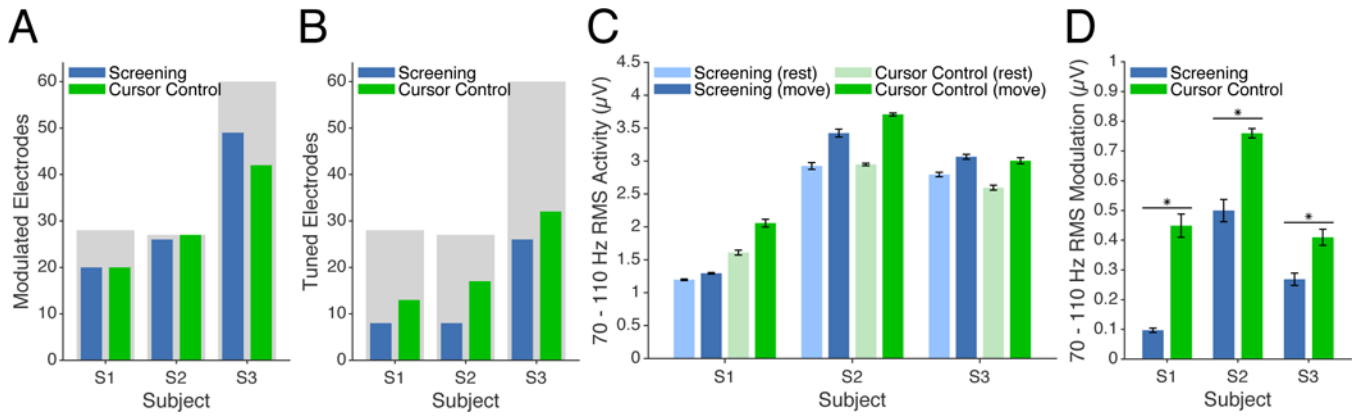 A
Modulated Electrodes
60
50
40
30
20
10
0
Screening
Cursor Control
S1 S2 S3
Subject
B
Tuned Electrodes
60
50
40
30
20
10
0
Screening
Cursor Control
S1 S2 S3
Subject
C
70 - 110 Hz RMS Activity (µV)
4.5
4
3.5
3
2.5
2
1.5
1
0.5
0
Screening (rest)
Screening (move)
Cursor Control (rest)
Cursor Control (move)
S1 S2 S3
Subject
D
70 - 110 Hz RMS Modulation (µV)
1
0.9
0.8
0.7
0.6
0.5
0.4
0.3
0.2
0.1
0
Screening
Cursor Control
*
*
*
S1 S2 S3
Subject